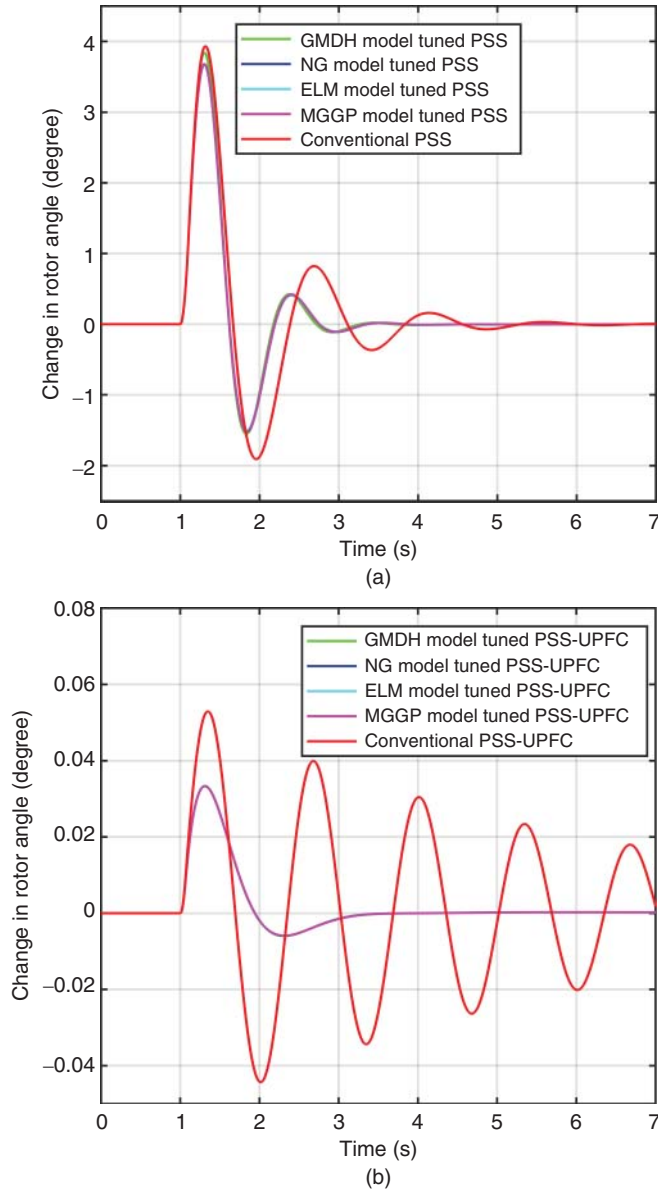 4
3
2
1
0
−1
−2
Change in rotor angle (degree)
GMDH model tuned PSS
NG model tuned PSS
ELM model tuned PSS
MGGP model tuned PSS
Conventional PSS
0 1 2 3 4 5 6 7
Time (s)
(a)
0.08
0.06
0.04
0.02
0
−0.02
−0.04
Change in rotor angle (degree)
GMDH model tuned PSS-UPFC
NG model tuned PSS-UPFC
ELM model tuned PSS-UPFC
MGGP model tuned PSS-UPFC
Conventional PSS-UPFC
0 1 2 3 4 5 6 7
Time (s)
(b)